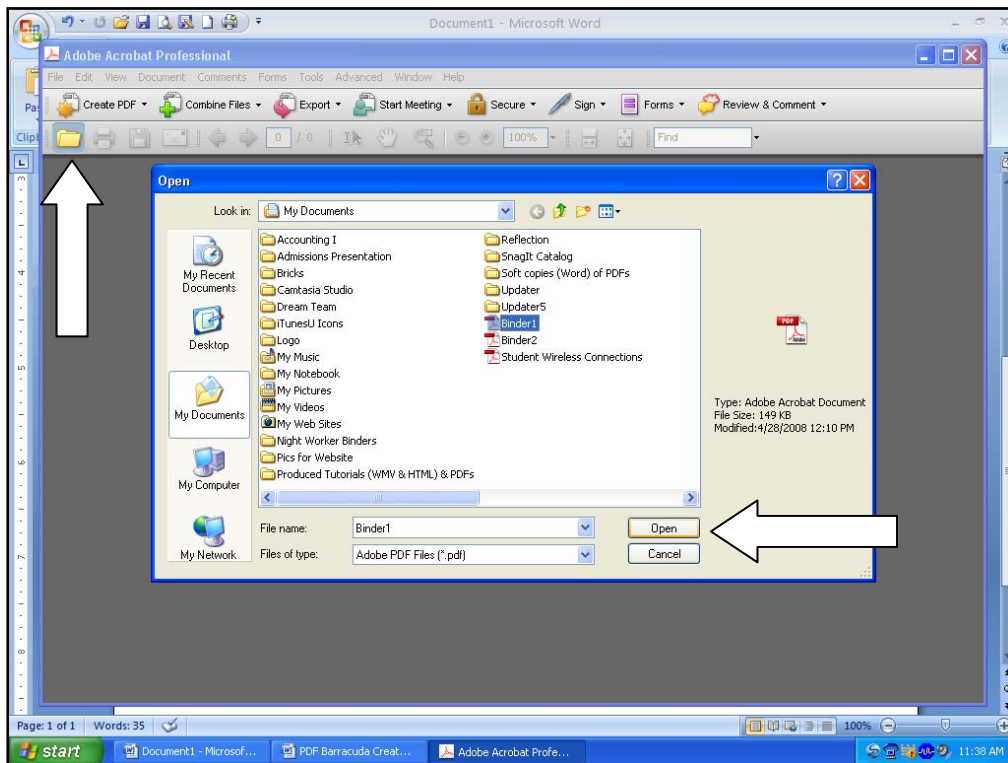 Document1 - Microsoft Word
Adobe Acrobat Professional
File Edit View Document Comments Forms Tools Advanced Window Help
Create PDF Combine Files Export Start Meeting Secure Sign Forms Review & Comment
0 / 0 100% Find
Open
Look in: My Documents
My Recent Documents
Desktop
My Documents
My Computer
My Network
Accounting I
Admissions Presentation
Bricks
Camtasia Studio
Dream Team
iTunesU Icons
Logo
My Music
My Notebook
My Pictures
My Videos
My Web Sites
Night Worker Binders
Pics for Website
Produced Tutorials (WMV & HTML) & PDFs
Reflection
SnagIt Catalog
Soft copies (Word) of PDFs
Updater
Updater5
Binder1
Binder2
Student Wireless Connections
PDF
Adobe
Type: Adobe Acrobat Document
File Size: 149 KB
Modified:4/28/2008 12:10 PM
File name: Binder1 Open
Files of type: Adobe PDF Files (*.pdf) Cancel
Page: 1 of 1 Words: 35 100%
start Document1 - Microsof... PDF Barracuda Creat... Adobe Acrobat Profe... 11:38 AM